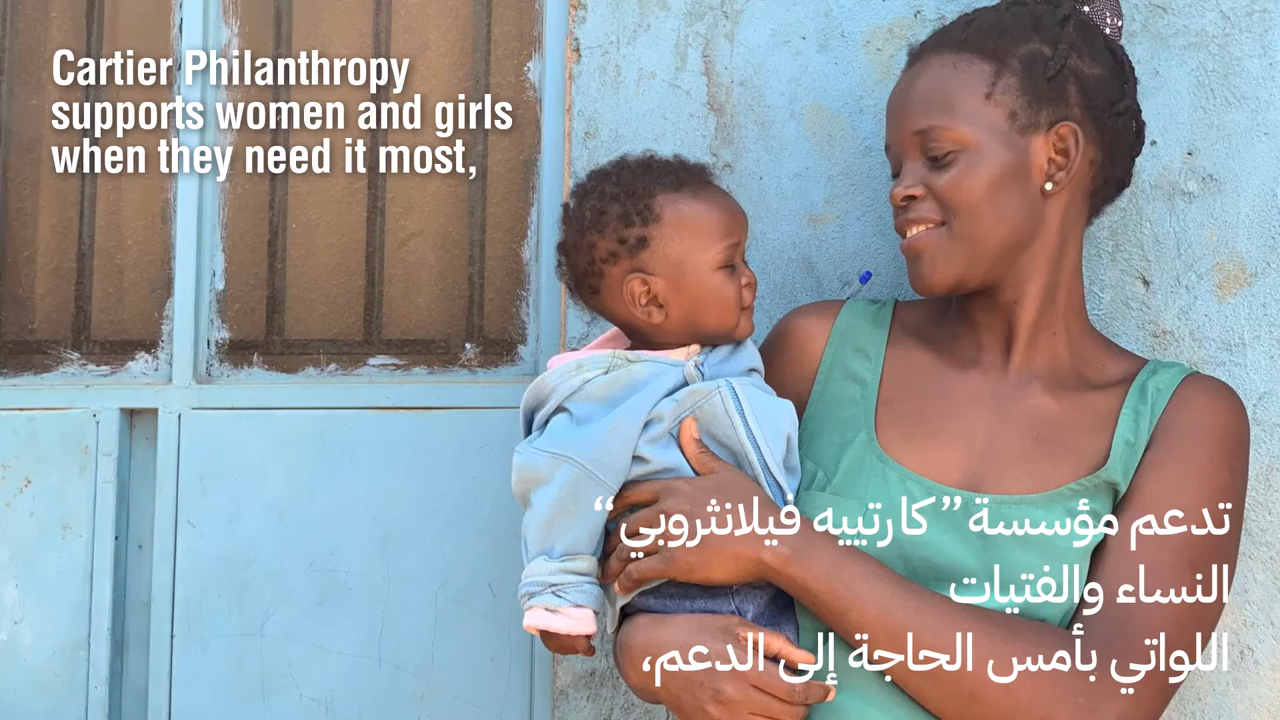 Cartier Philanthropy
supports women and girls
when they need it most,
تدعم مؤسسة ”كارتييه فيلانثروبي“
النساء والفتيات
اللواتي بأمس الحاجة إلى الدعم،